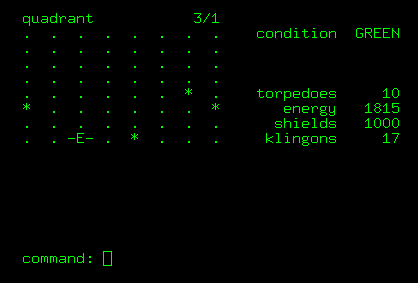 quadrant 3/1
. . . . . . . . condition GREEN
. . . . . . . .
. . . . . . . .
. . . . . . . .
. . . . . . * . torpedoes 10
* . . . . . . * energy 1815
. . . . . . . . shields 1000
. . -E- . * . . . klingons 17
command: